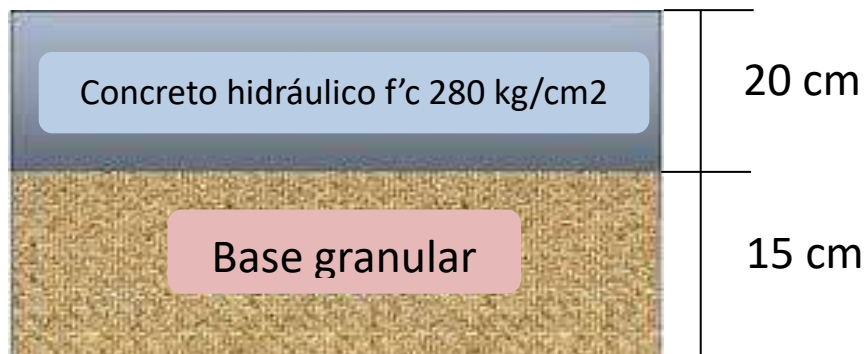 Concreto hidráulico f’c 280 kg/cm2
20 cm
Base granular
15 cm